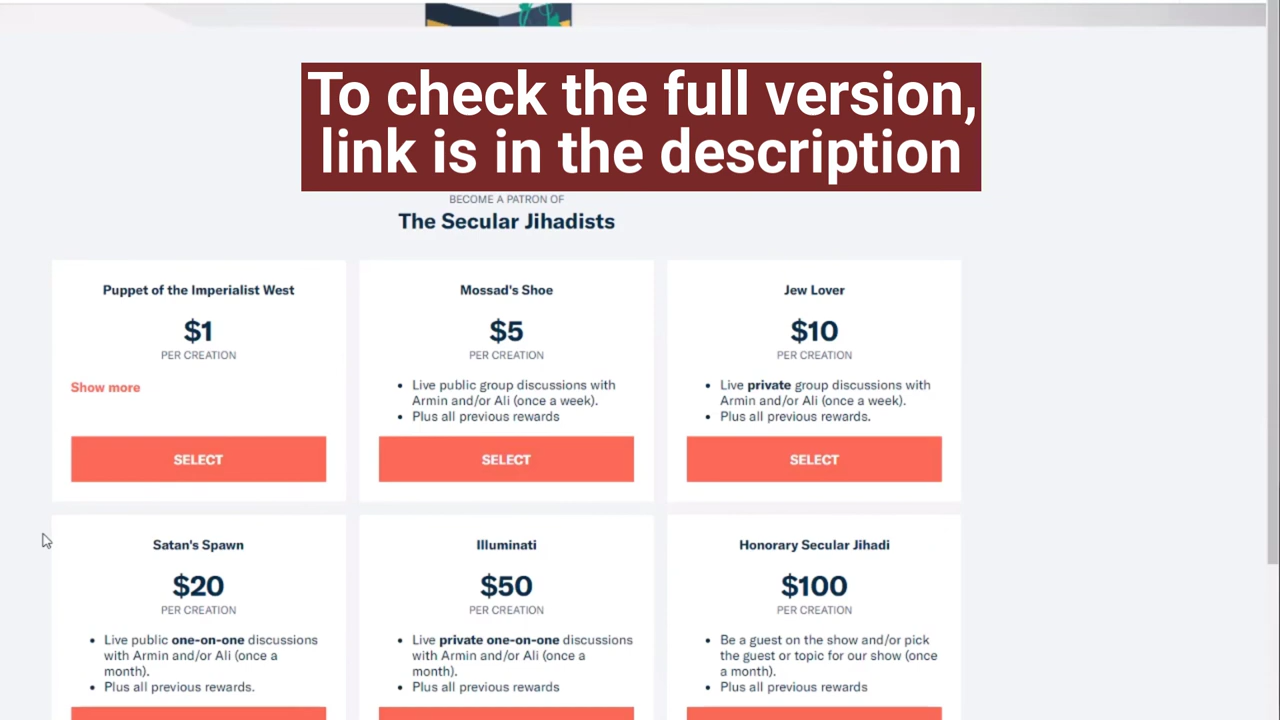 To check the full version,
link is in the description
BECOME A PATRON OF
The Secular Jihadists
Puppet of the Imperialist West
$1
PER CREATION
Show more
SELECT
Mossad's Shoe
$5
PER CREATION
• Live public group discussions with
Armin and/or Ali (once a week).
• Plus all previous rewards
SELECT
Jew Lover
$10
PER CREATION
• Live private group discussions with
Armin and/or Ali (once a week).
• Plus all previous rewards.
SELECT
Satan's Spawn
$20
PER CREATION
• Live public one-on-one discussions
with Armin and/or Ali (once a
month).
• Plus all previous rewards.
Illuminati
$50
PER CREATION
• Live private one-on-one discussions
with Armin and/or Ali (once a
month).
• Plus all previous rewards
Honorary Secular Jihadi
$100
PER CREATION
• Be a guest on the show and/or pick
the guest or topic for our show (once
a month).
• Plus all previous rewards